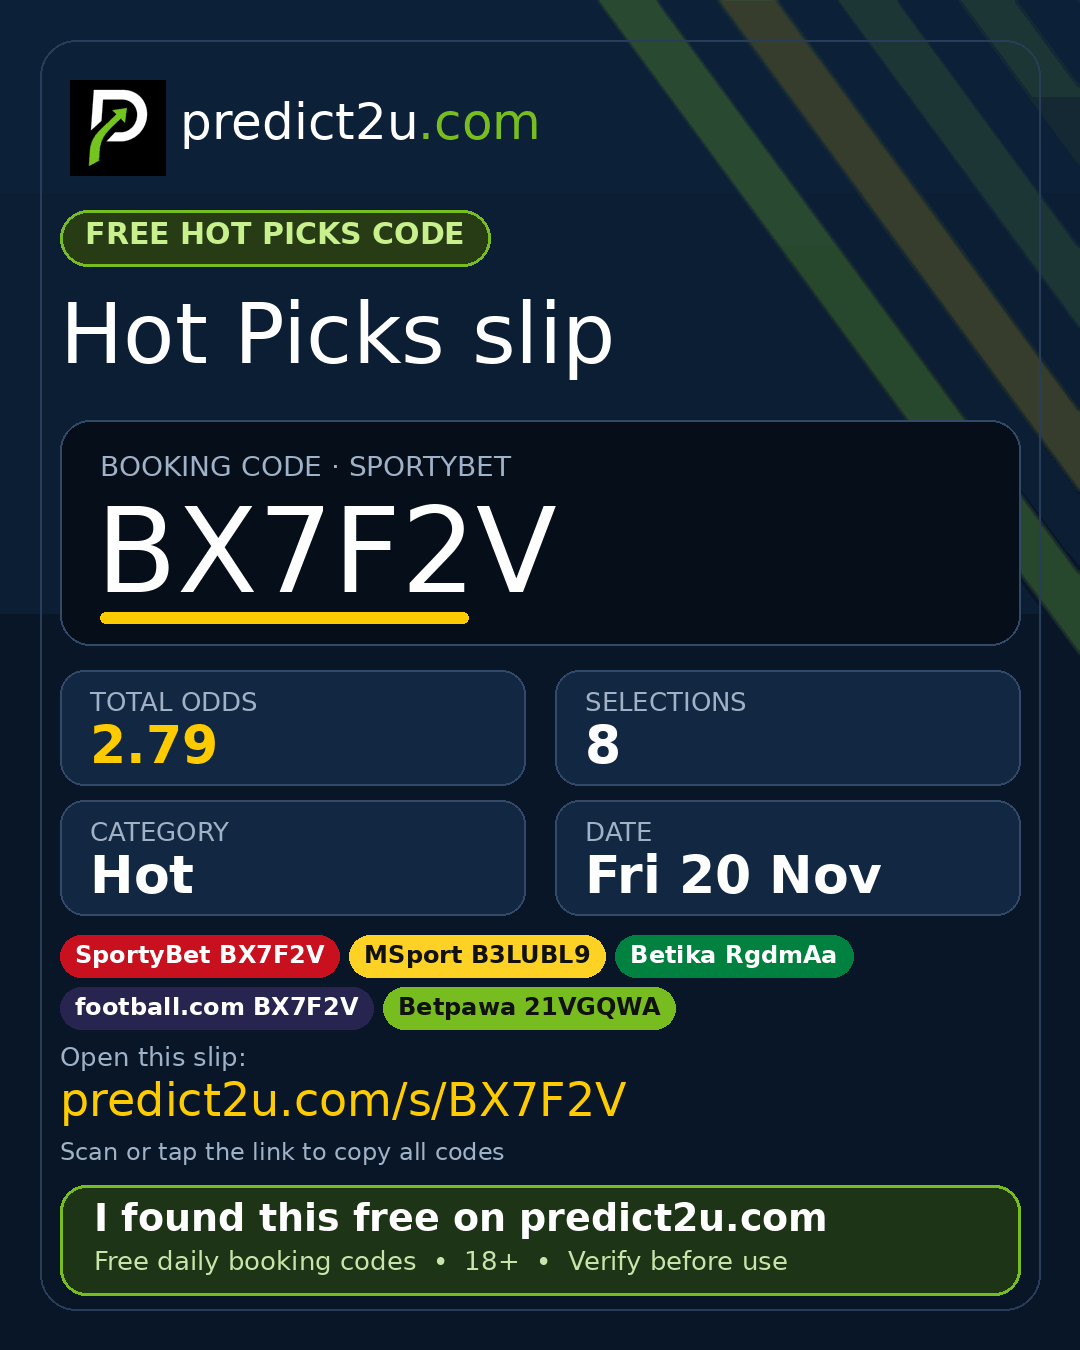 predict2u.com
FREE HOT PICKS CODE
Hot Picks slip
BOOKING CODE · SPORTYBET
BX7F2V
TOTAL ODDS
2.79
SELECTIONS
8
CATEGORY
Hot
DATE
Fri 20 Nov
SportyBet BX7F2V
MSport B3LUBL9
Betika RgdmAa
football.com BX7F2V
Betpawa 21VGQWA
Open this slip:
predict2u.com/s/BX7F2V
Scan or tap the link to copy all codes
I found this free on predict2u.com
Free daily booking codes • 18+ • Verify before use